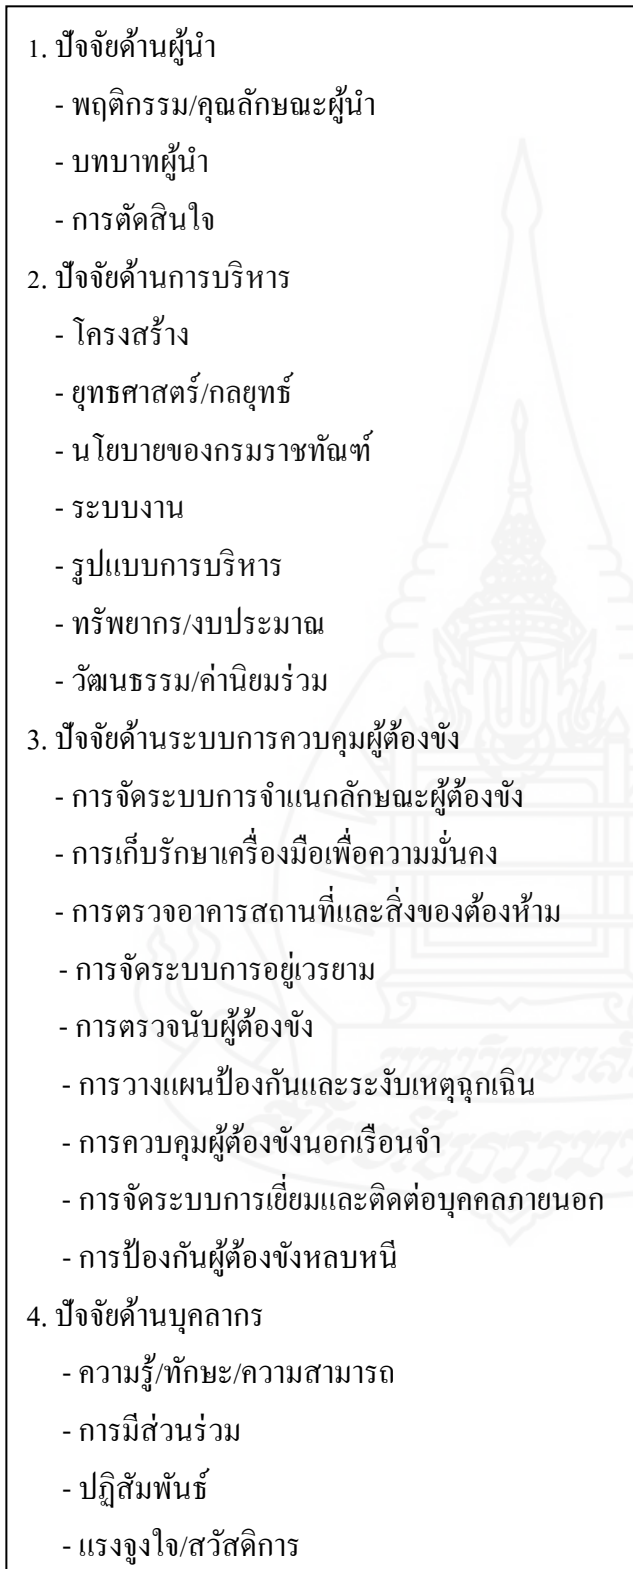 1. ปัจจัยด้านผู้นำ
- พฤติกรรม/คุณลักษณะผู้นำ
- บทบาทผู้นำ
- การตัดสินใจ
2. ปัจจัยด้านการบริหาร
- โครงสร้าง
- ยุทธศาสตร์/กลยุทธ์
- นโยบายของกรมราชทัณฑ์
- ระบบงาน
- รูปแบบการบริหาร
- ทรัพยากร/งบประมาณ
- วัฒนธรรม/ค่านิยมร่วม
3. ปัจจัยด้านระบบการควบคุมผู้ต้องขัง
- การจัดระบบการจำแนกลักษณะผู้ต้องขัง
- การเก็บรักษาเครื่องมือเพื่อความมั่นคง
- การตรวจอาคารสถานที่และสิ่งของต้องห้าม
- การจัดระบบการอยู่เวรยาม
- การตรวจนับผู้ต้องขัง
- การวางแผนป้องกันและระงับเหตุฉุกเฉิน
- การควบคุมผู้ต้องขังนอกเรือนจำ
- การจัดระบบการเยี่ยมและติดต่อบุคคลภายนอก
- การป้องกันผู้ต้องขังหลบหนี
4. ปัจจัยด้านบุคลากร
- ความรู้/ทักษะ/ความสามารถ
- การมีส่วนร่วม
- ปฏิสัมพันธ์
- แรงจูงใจ/สวัสดิการ